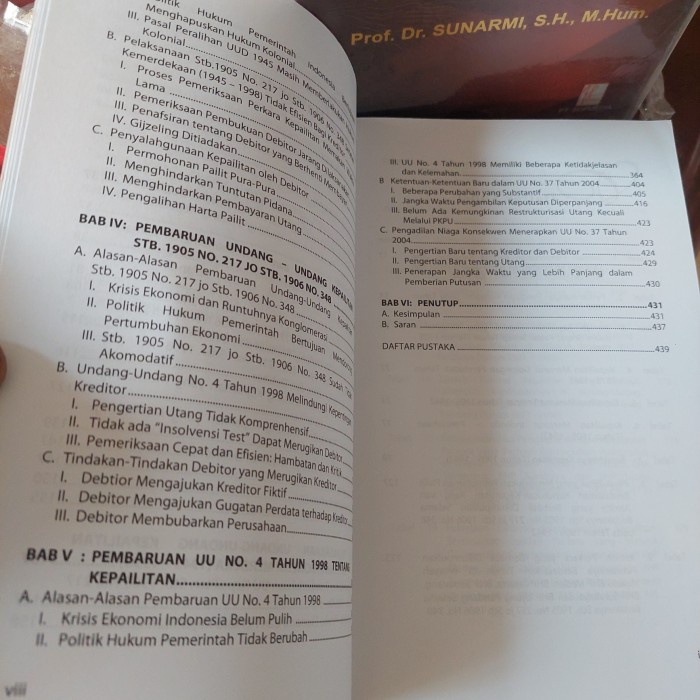 Prof. Dr. SUNARMI, S.H., M.Hum.
Politik Hukum Pemerintah Indonesia
Menghapuskan Hukum Kolonial
III. Pasal Peralihan UUD 1945 Masih
Kolonial
B. Pelaksanaan Stb.1905 No. 217 jo Stb. 1906 No. 348
Kemerdekaan (1945 – 1998) Tidak Efisien Bagi
I. Proses Pemeriksaan Perkara Kepailitan
Lama
II. Pemeriksaan Pembukuan Debitor Jarang
III. Penafsiran tentang Debitor yang Berhenti
IV. Gijzeling Ditiadakan
C. Penyalahgunaan Kepailitan oleh Debitor
I. Permohonan Pailit Pura-Pura
II. Menghindarkan Tuntutan Pidana
III. Menghindarkan Pembayaran Utang
IV. Pengalihan Harta Pailit
BAB IV: PEMBARUAN UNDANG – UNDANG KEPAILITAN
STB. 1905 NO. 217 JO STB. 1906 NO. 348
A. Alasan-Alasan Pembaruan Undang-Undang
Stb. 1905 No. 217 jo Stb. 1906 No. 348
I. Krisis Ekonomi dan Runtuhnya Konglomerasi
II. Politik Hukum Pemerintah Bertujuan
Pertumbuhan Ekonomi
III. Stb. 1905 No. 217 jo Stb. 1906 No. 348 Sudah
Akomodatif
B. Undang-Undang No. 4 Tahun 1998 Melindungi Kepentingan
Kreditor
I. Pengertian Utang Tidak Komprenhensif
II. Tidak ada "Insolvensi Test" Dapat Merugikan Debitor
III. Pemeriksaan Cepat dan Efisien: Hambatan dan Kritik
C. Tindakan-Tindakan Debitor yang Merugikan Kreditor
I. Debtior Mengajukan Kreditor Fiktif
II. Debitor Mengajukan Gugatan Perdata terhadap Kreditor
III. Debitor Membubarkan Perusahaan
BAB V : PEMBARUAN UU NO. 4 TAHUN 1998 TENTANG
KEPAILITAN
A. Alasan-Alasan Pembaruan UU No. 4 Tahun 1998
I. Krisis Ekonomi Indonesia Belum Pulih
II. Politik Hukum Pemerintah Tidak Berubah
viii
III. UU No. 4 Tahun 1998 Memiliki Beberapa Ketidakjelasan
dan Kelemahan 364
B. Ketentuan-Ketentuan Baru dalam UU No. 37 Tahun 2004 404
I. Beberapa Perubahan yang Substantif 405
II. Jangka Waktu Pengambilan Keputusan Diperpanjang 416
III. Belum Ada Kemungkinan Restrukturisasi Utang Kecuali
Melalui PKPU 423
C. Pengadilan Niaga Konsekwen Menerapkan UU No. 37 Tahun
2004 423
I. Pengertian Baru tentang Kreditor dan Debitor 424
II. Pengertian Baru tentang Utang 429
III. Penerapan Jangka Waktu yang Lebih Panjang dalam
Pemberian Putusan 430
BAB VI: PENUTUP 431
A. Kesimpulan 431
B. Saran 437
DAFTAR PUSTAKA 439